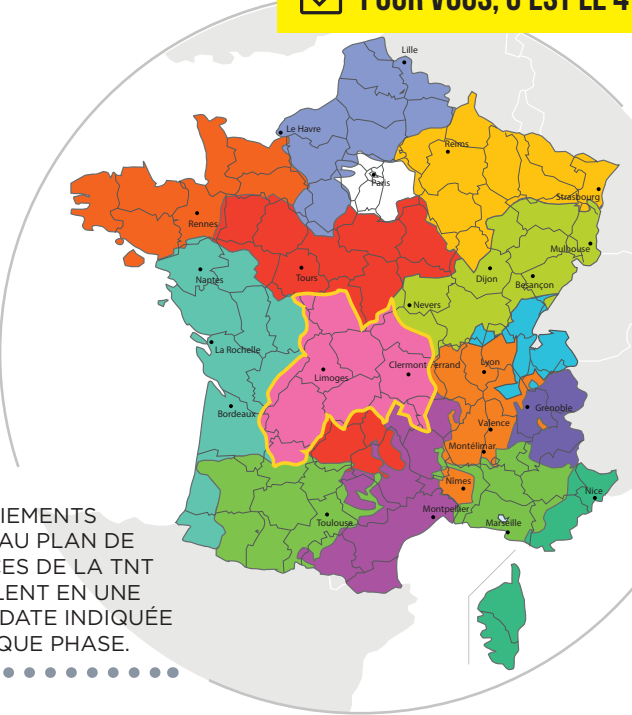 POUR VOUS, C'EST LE 4
Lille
Le Havre
Reims
Paris
Strasbourg
Rennes
Mulhouse
Nantes
Tours
Dijon
Besançon
Nevers
La Rochelle
Limoges
Clermont Ferrand
Lyon
Bordeaux
Grenoble
Valence
Montélimar
Nîmes
Nice
Montpellier
Toulouse
Marseille
IEMENTS
AU PLAN DE
CES DE LA TNT
LENT EN UNE
DATE INDIQUÉE
QUE PHASE.